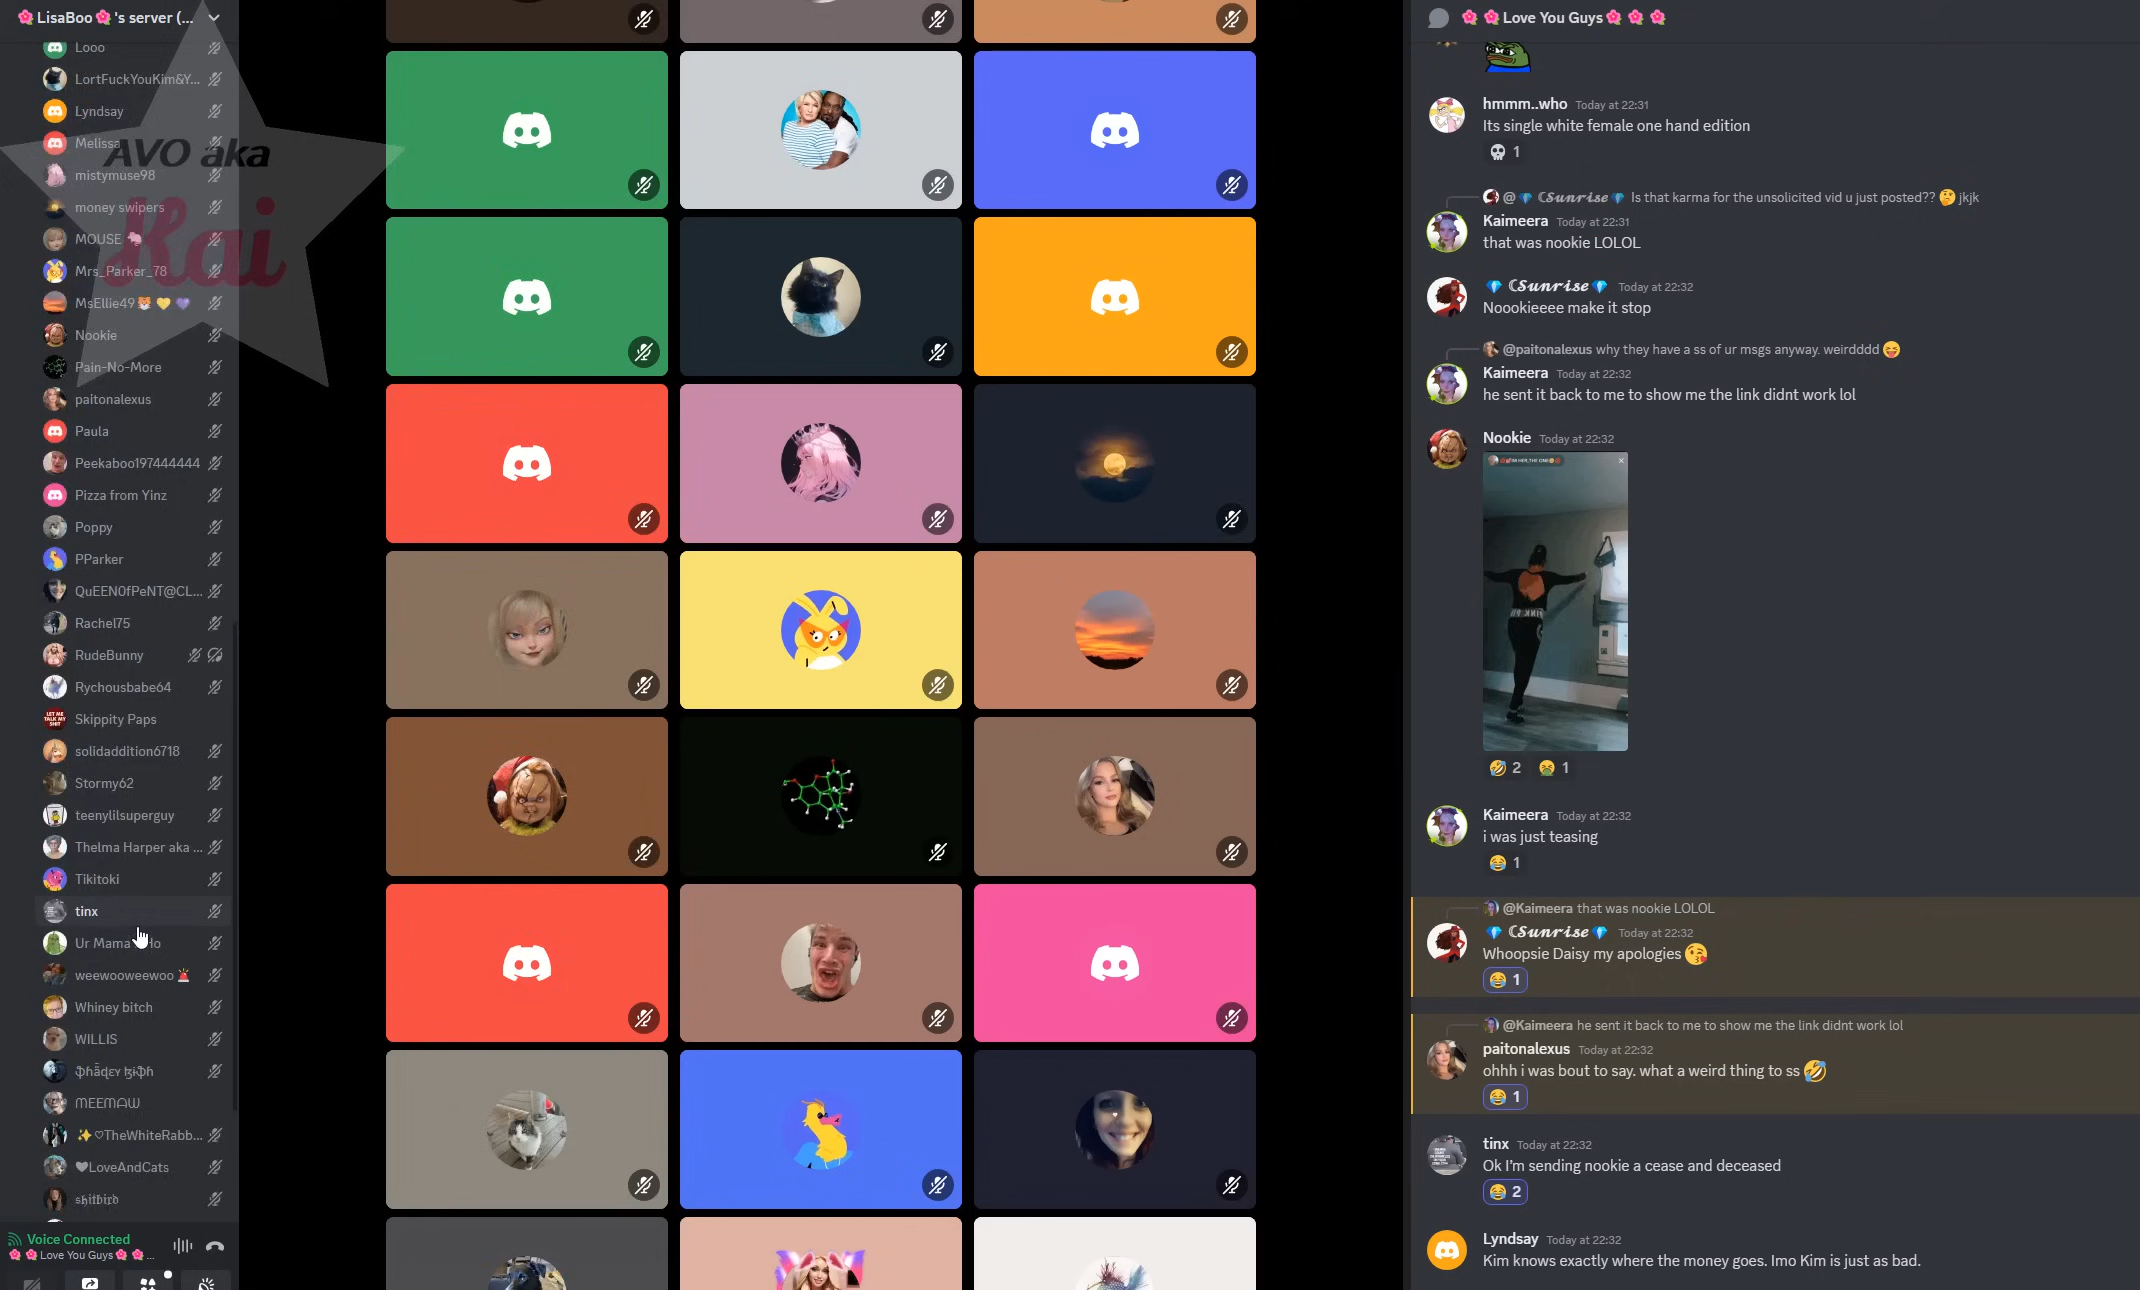 🌺LisaBoo🌺's server (...
Looo
LortFuckYouKim&Y...
Lyndsay
Melissa
mistymuse98
money swipers
MOUSE 🐁
Mrs_Parker_78
MsEllie49🐯💛💜
Nookie
Pain-No-More
paitonalexus
Paula
Peekaboo197444444
Pizza from Yinz
Poppy
PParker
QuEEN0fPeNT@CL...
Rachel75
RudeBunny
Rychousbabe64
Skippity Paps
solidaddition6718
Stormy62
teenylilsuperguy
Thelma Harper aka ...
Tikitoki
tinx
weewooweewoo🚨
Whiney bitch
WILLIS
ᗰEEᗰᗩᗯ
✨♡TheWhiteRabb...
♥LoveAndCats
Voice Connected
🌺🌺Love You Guys🌺🌺...
AVO aka
Kai
🌺🌺Love You Guys🌺🌺🌺
hmmm..who Today at 22:31
Its single white female one hand edition
💀 1
@💎ℂ𝓢𝓾𝓷𝓻𝓲𝓼𝓮💎 Is that karma for the unsolicited vid u just posted?? 🤔 jkjk
Kaimeera Today at 22:31
that was nookie LOLOL
💎ℂ𝓢𝓾𝓷𝓻𝓲𝓼𝓮💎 Today at 22:32
Noookieeee make it stop
@paitonalexus why they have a ss of ur msgs anyway. weirdddd 😝
Kaimeera Today at 22:32
he sent it back to me to show me the link didnt work lol
Nookie Today at 22:32
🤣 2 🤮 1
Kaimeera Today at 22:32
i was just teasing
😂 1
@Kaimeera that was nookie LOLOL
💎ℂ𝓢𝓾𝓷𝓻𝓲𝓼𝓮💎 Today at 22:32
Whoopsie Daisy my apologies 😘
😂 1
@Kaimeera he sent it back to me to show me the link didnt work lol
paitonalexus Today at 22:32
ohhh i was bout to say. what a weird thing to ss 🤣
😂 1
tinx Today at 22:32
Ok I'm sending nookie a cease and deceased
😂 2
Lyndsay Today at 22:32
Kim knows exactly where the money goes. Imo Kim is just as bad.